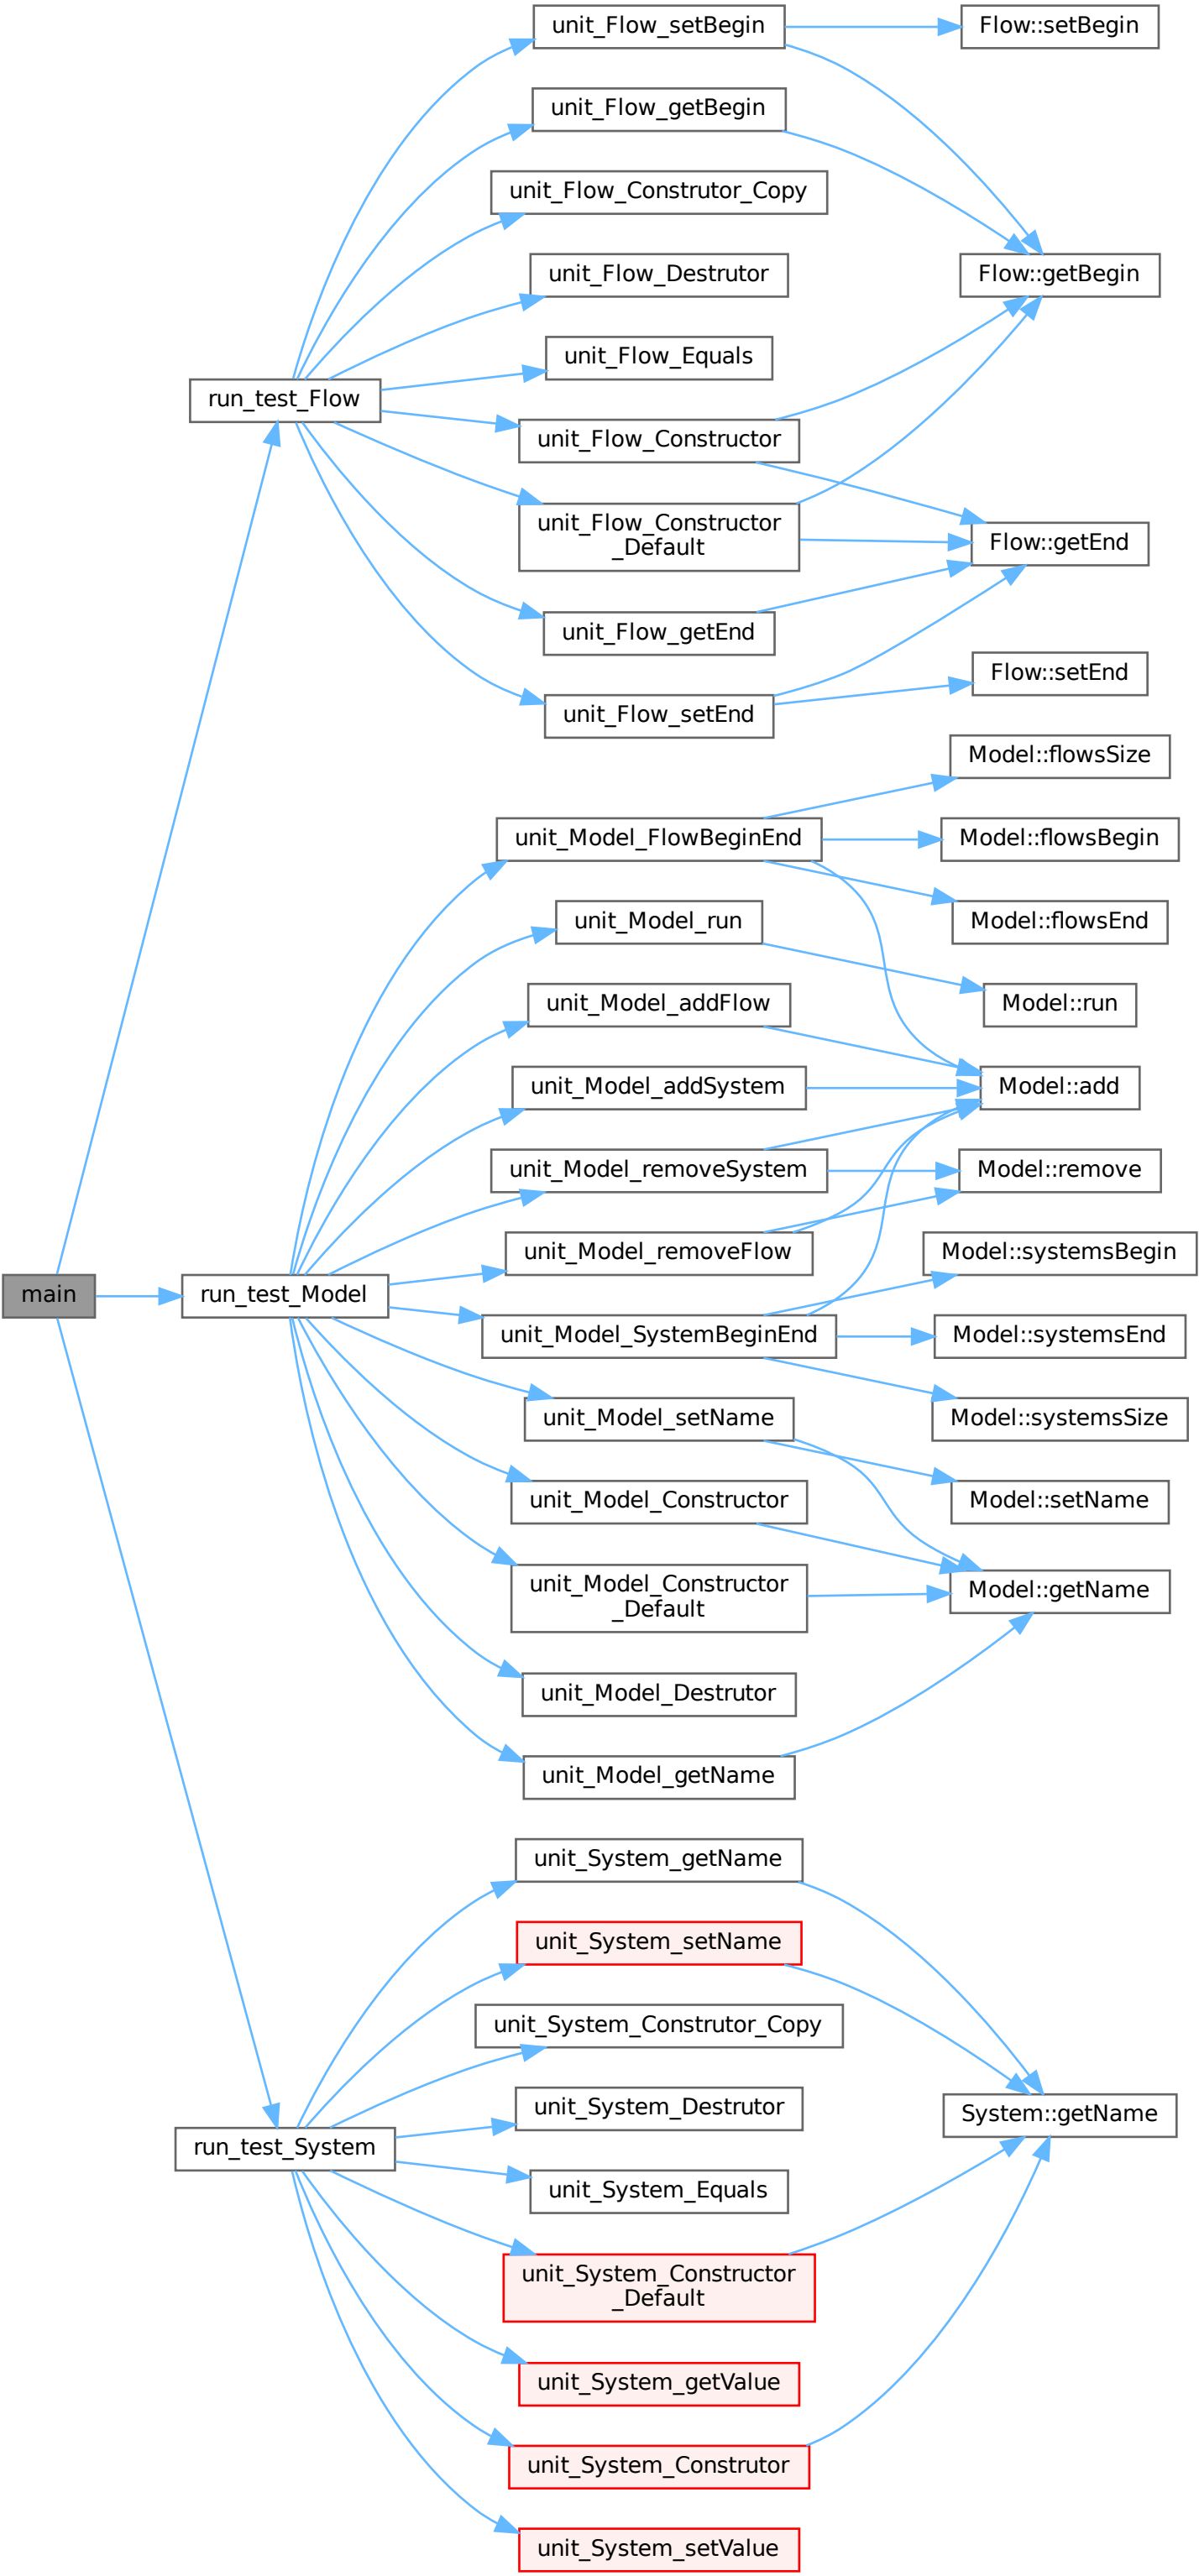 main
run_test_Flow
run_test_Model
run_test_System
unit_Flow_setBegin
unit_Flow_getBegin
unit_Flow_Construtor_Copy
unit_Flow_Destrutor
unit_Flow_Equals
unit_Flow_Constructor
unit_Flow_Constructor
_Default
unit_Flow_getEnd
unit_Flow_setEnd
unit_Model_FlowBeginEnd
unit_Model_run
unit_Model_addFlow
unit_Model_addSystem
unit_Model_removeSystem
unit_Model_removeFlow
unit_Model_SystemBeginEnd
unit_Model_setName
unit_Model_Constructor
unit_Model_Constructor
_Default
unit_Model_Destrutor
unit_Model_getName
unit_System_getName
unit_System_setName
unit_System_Construtor_Copy
unit_System_Destrutor
unit_System_Equals
unit_System_Constructor
_Default
unit_System_getValue
unit_System_Construtor
unit_System_setValue
Flow::setBegin
Flow::getBegin
Flow::getEnd
Flow::setEnd
Model::flowsSize
Model::flowsBegin
Model::flowsEnd
Model::run
Model::add
Model::remove
Model::systemsBegin
Model::systemsEnd
Model::systemsSize
Model::setName
Model::getName
System::getName